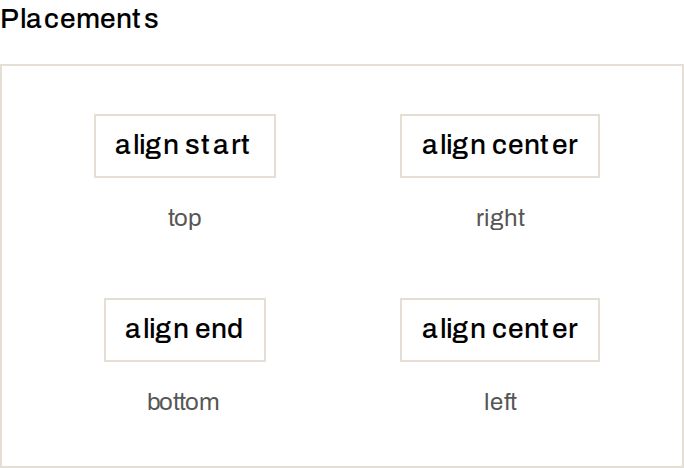 Placements
align start
align center
top
right
align end
align center
bottom
left